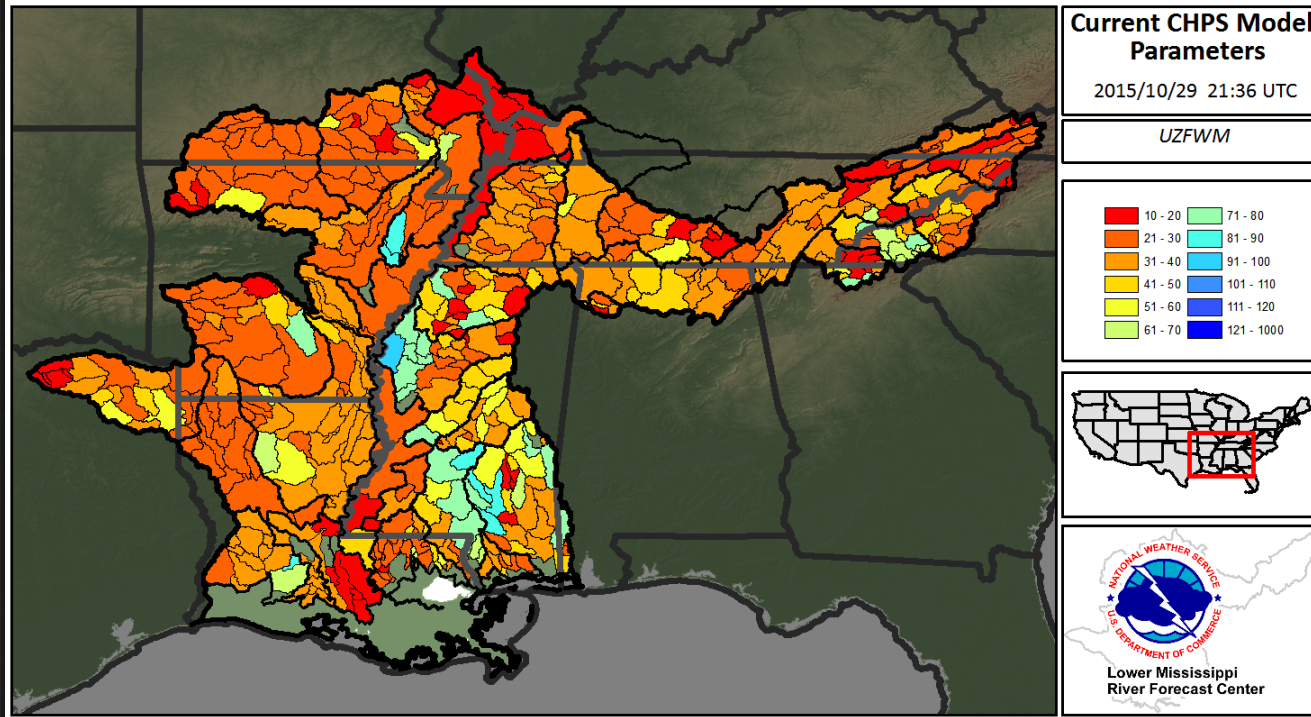 Current CHPS Model
Parameters
2015/10/29 21:36 UTC
UZFWM
10 - 20
71 - 80
21 - 30
81 - 90
31 - 40
91 - 100
41 - 50
101 - 110
51 - 60
111 - 120
61 - 70
121 - 1000
NATIONAL WEATHER SERVICE
U.S. DEPARTMENT OF COMMERCE
Lower Mississippi
River Forecast Center